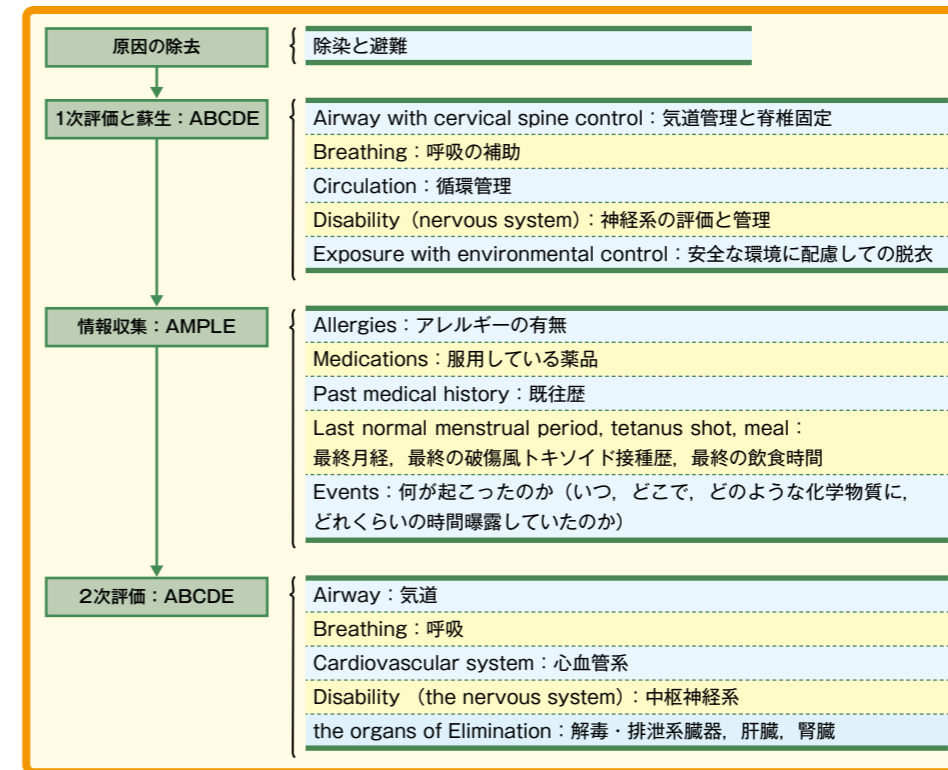 原因の除去
除染と避難
1次評価と蘇生：ABCDE
Airway with cervical spine control：気道管理と脊椎固定
Breathing：呼吸の補助
Circulation：循環管理
Disability（nervous system）：神経系の評価と管理
Exposure with environmental control：安全な環境に配慮しての脱衣
情報収集：AMPLE
Allergies：アレルギーの有無
Medications：服用している薬品
Past medical history：既往歴
Last normal menstrual period, tetanus shot, meal：
最終月経，最終の破傷風トキソイド接種歴，最終の飲食時間
Events：何が起こったのか（いつ，どこで，どのような化学物質に，
どれくらいの時間曝露していたのか）
2次評価：ABCDE
Airway：気道
Breathing：呼吸
Cardiovascular system：心血管系
Disability （the nervous system）：中枢神経系
the organs of Elimination：解毒・排泄系臓器，肝臓，腎臓